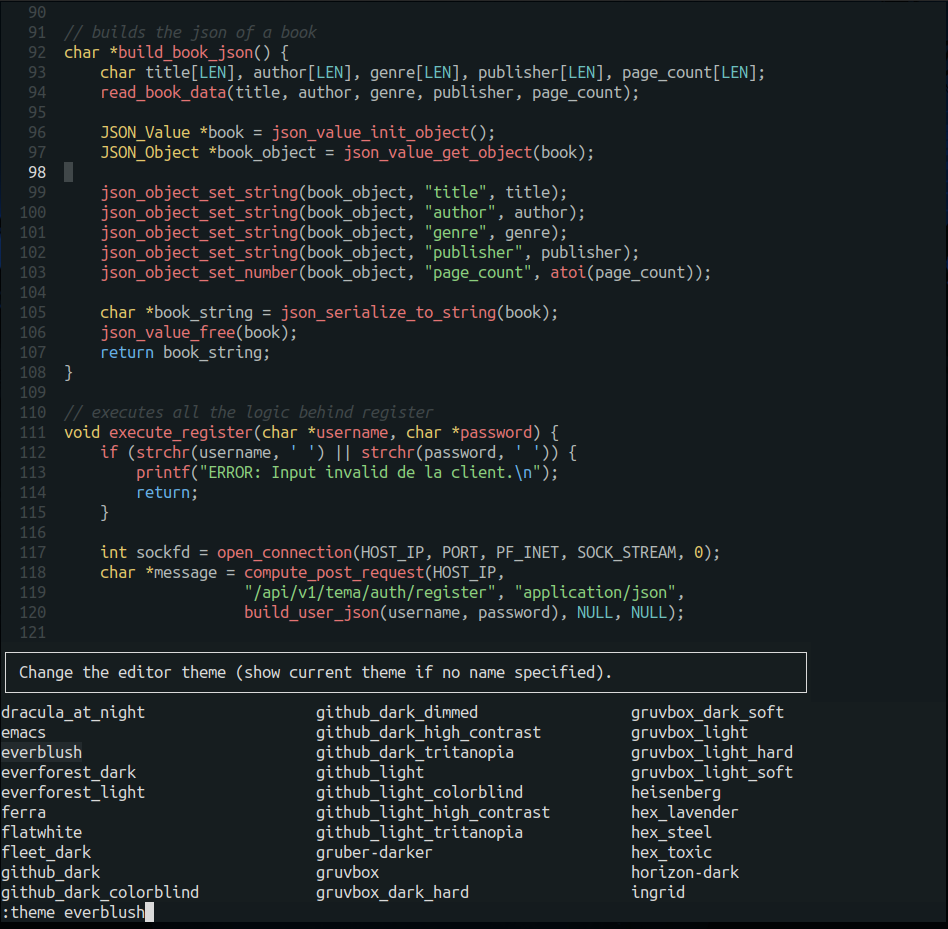 90
91 // builds the json of a book
92 char *build_book_json() {
93     char title[LEN], author[LEN], genre[LEN], publisher[LEN], page_count[LEN];
94     read_book_data(title, author, genre, publisher, page_count);
95
96     JSON_Value *book = json_value_init_object();
97     JSON_Object *book_object = json_value_get_object(book);
98
99     json_object_set_string(book_object, "title", title);
100     json_object_set_string(book_object, "author", author);
101     json_object_set_string(book_object, "genre", genre);
102     json_object_set_string(book_object, "publisher", publisher);
103     json_object_set_number(book_object, "page_count", atoi(page_count));
104
105     char *book_string = json_serialize_to_string(book);
106     json_value_free(book);
107     return book_string;
108 }
109
110 // executes all the logic behind register
111 void execute_register(char *username, char *password) {
112     if (strchr(username, ' ') || strchr(password, ' ')) {
113         printf("ERROR: Input invalid de la client.\n");
114         return;
115     }
116
117     int sockfd = open_connection(HOST_IP, PORT, PF_INET, SOCK_STREAM, 0);
118     char *message = compute_post_request(HOST_IP,
119                     "/api/v1/tema/auth/register", "application/json",
120                     build_user_json(username, password), NULL, NULL);
121
Change the editor theme (show current theme if no name specified).
dracula_at_night github_dark_dimmed gruvbox_dark_soft
emacs github_dark_high_contrast gruvbox_light
everblush github_dark_tritanopia gruvbox_light_hard
everforest_dark github_light gruvbox_light_soft
everforest_light github_light_colorblind heisenberg
ferra github_light_high_contrast hex_lavender
flatwhite github_light_tritanopia hex_steel
fleet_dark gruber-darker hex_toxic
github_dark gruvbox horizon-dark
github_dark_colorblind gruvbox_dark_hard ingrid
:theme everblush